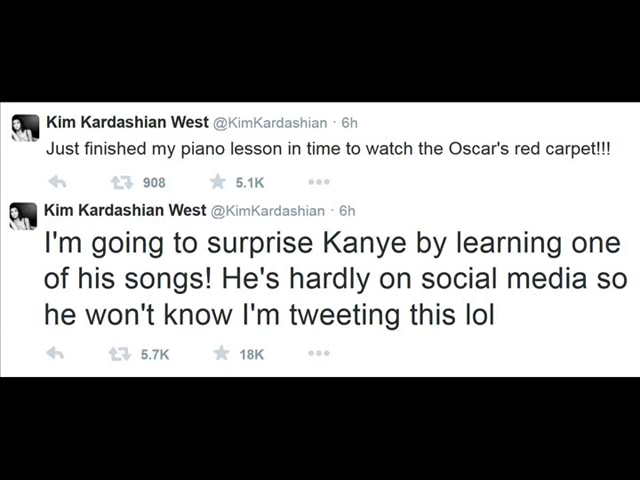 Kim Kardashian West @KimKardashian · 6h
Just finished my piano lesson in time to watch the Oscar's red carpet!!!
908 5.1K
Kim Kardashian West @KimKardashian · 6h
I'm going to surprise Kanye by learning one
of his songs! He's hardly on social media so
he won't know I'm tweeting this lol
5.7K 18K